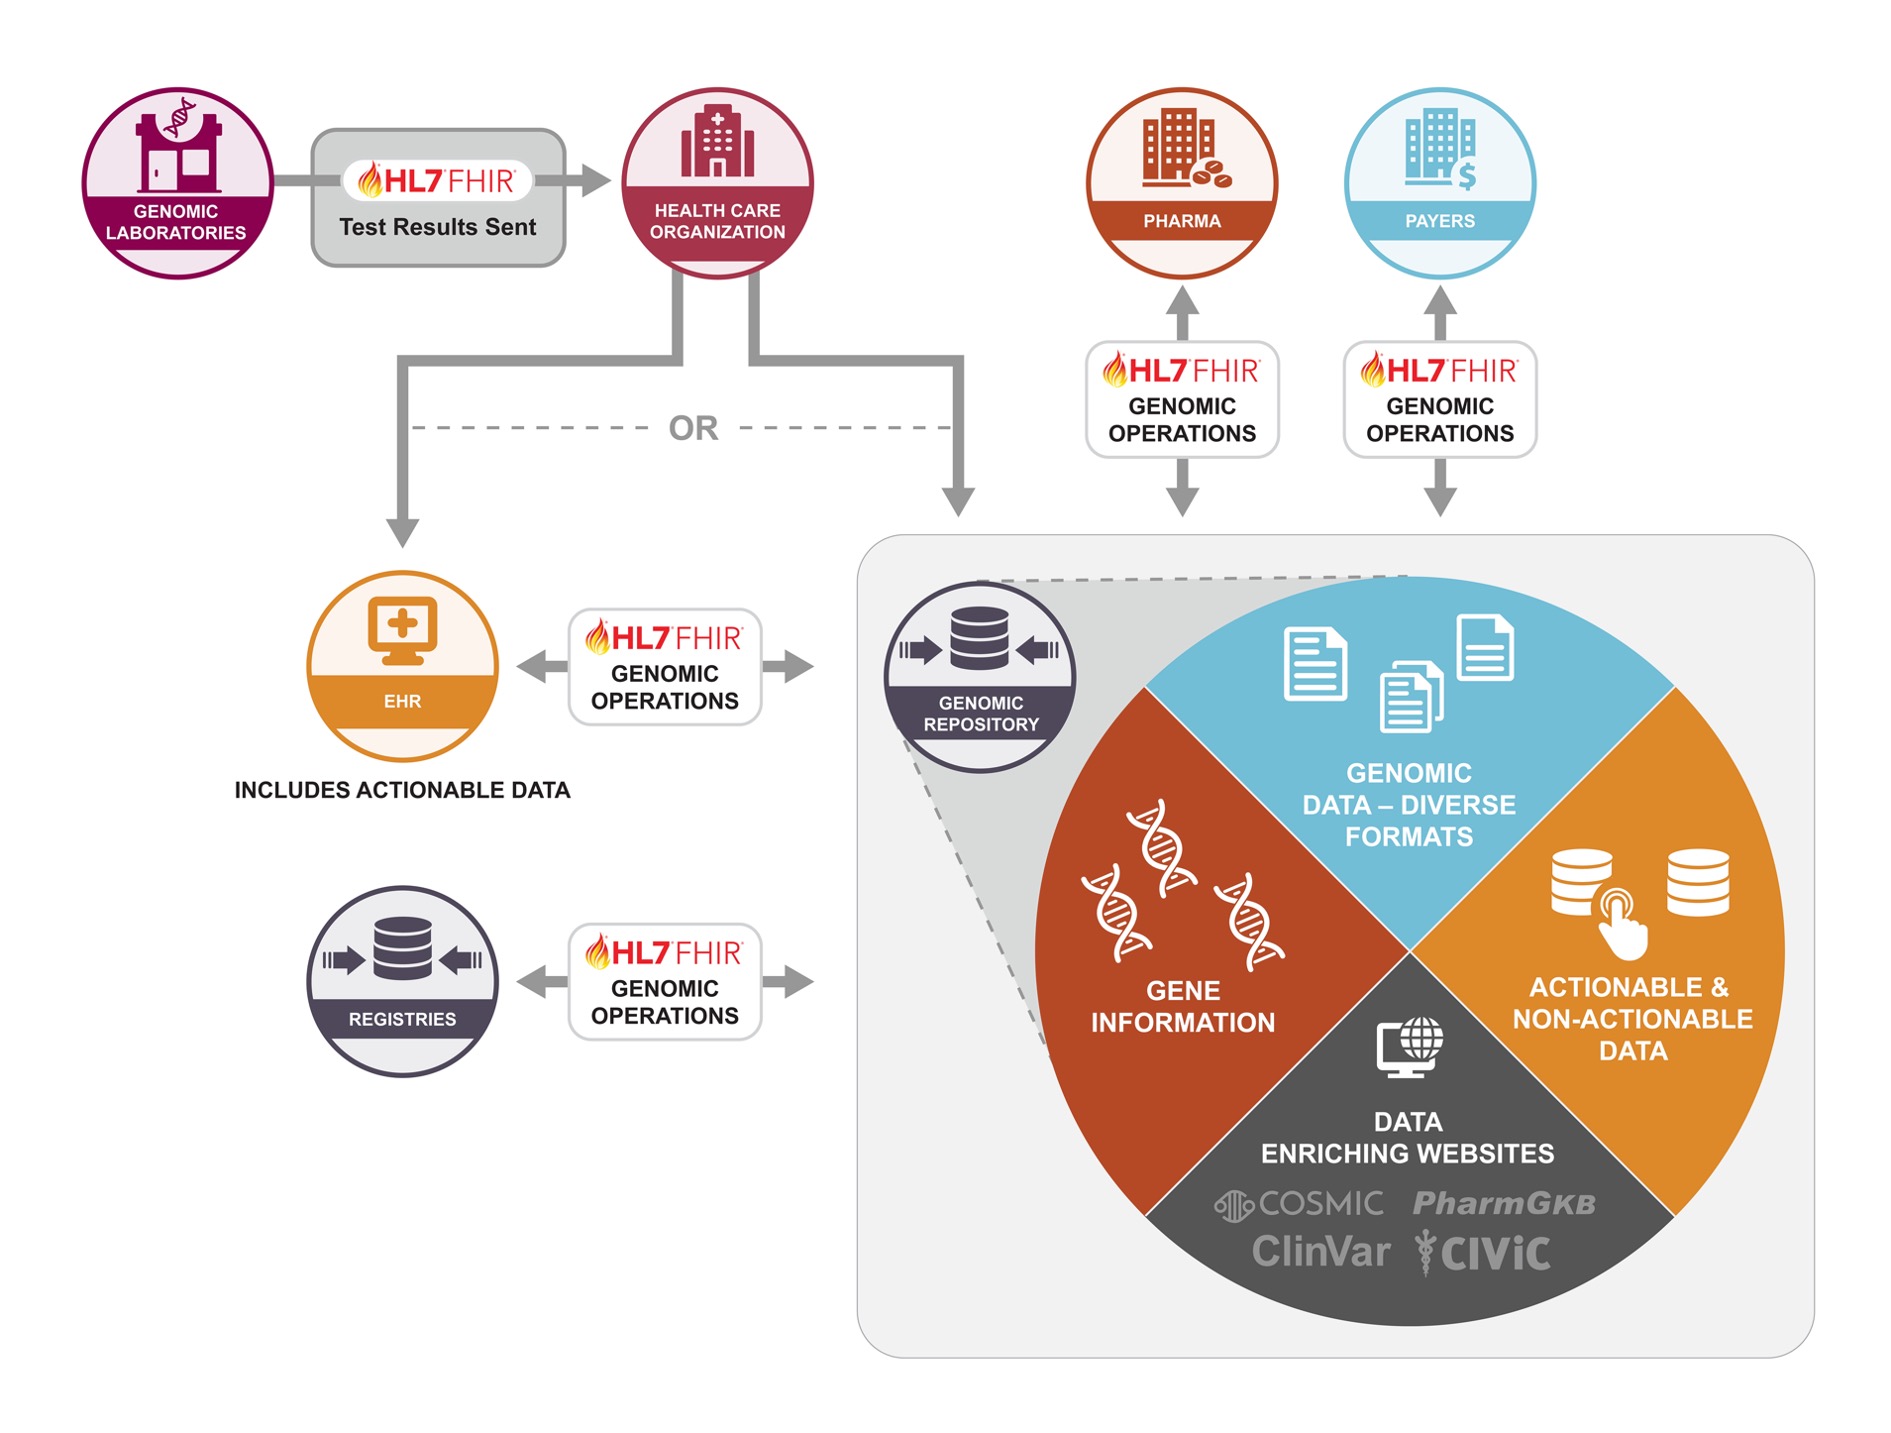 GENOMIC
LABORATORIES
HL7 FHIR
Test Results Sent
HEALTH CARE
ORGANIZATION
PHARMA
PAYERS
HL7 FHIR
GENOMIC
OPERATIONS
HL7 FHIR
GENOMIC
OPERATIONS
OR
EHR
INCLUDES ACTIONABLE DATA
HL7 FHIR
GENOMIC
OPERATIONS
REGISTRIES
HL7 FHIR
GENOMIC
OPERATIONS
GENOMIC
REPOSITORY
GENOMIC
DATA – DIVERSE
FORMATS
GENE
INFORMATION
ACTIONABLE &
NON-ACTIONABLE
DATA
DATA
ENRICHING WEBSITES
COSMIC
PharmGKB
ClinVar
CIViC
$